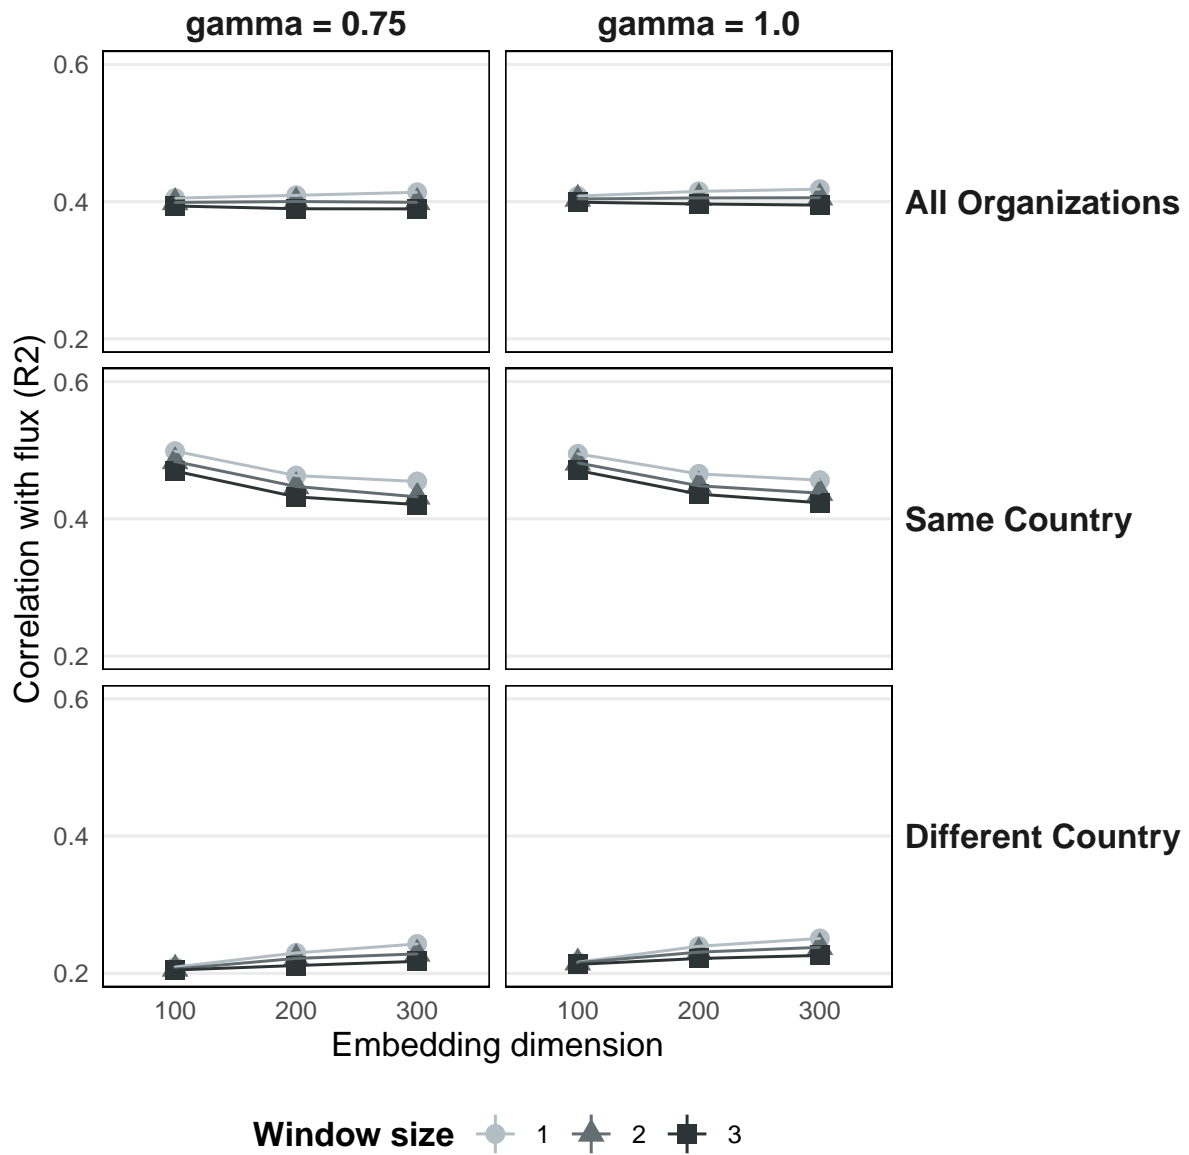 gamma = 0.75
gamma = 1.0
0.6
0.4
0.2
All Organizations
Correlation with flux (R2)
0.6
0.4
0.2
Same Country
0.6
0.4
0.2
Different Country
100 200 300
100 200 300
Embedding dimension
Window size 1 2 3